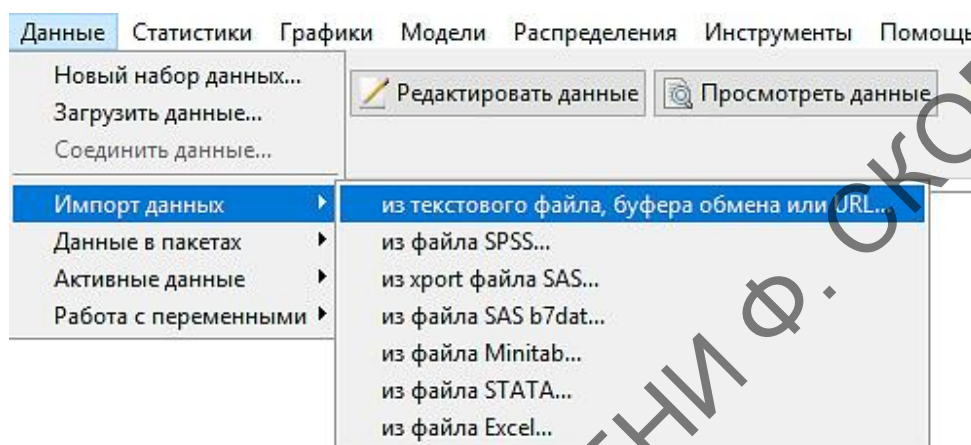 Данные Статистики Графики Модели Распределения Инструменты Помощь
Новый набор данных...
Загрузить данные...
Соединить данные...
Редактировать данные Просмотреть данные
Импорт данных
Данные в пакетах
Активные данные
Работа с переменными
из текстового файла, буфера обмена или URL...
из файла SPSS...
из xport файла SAS...
из файла SAS b7dat...
из файла Minitab...
из файла STATA...
из файла Excel...
Ф.